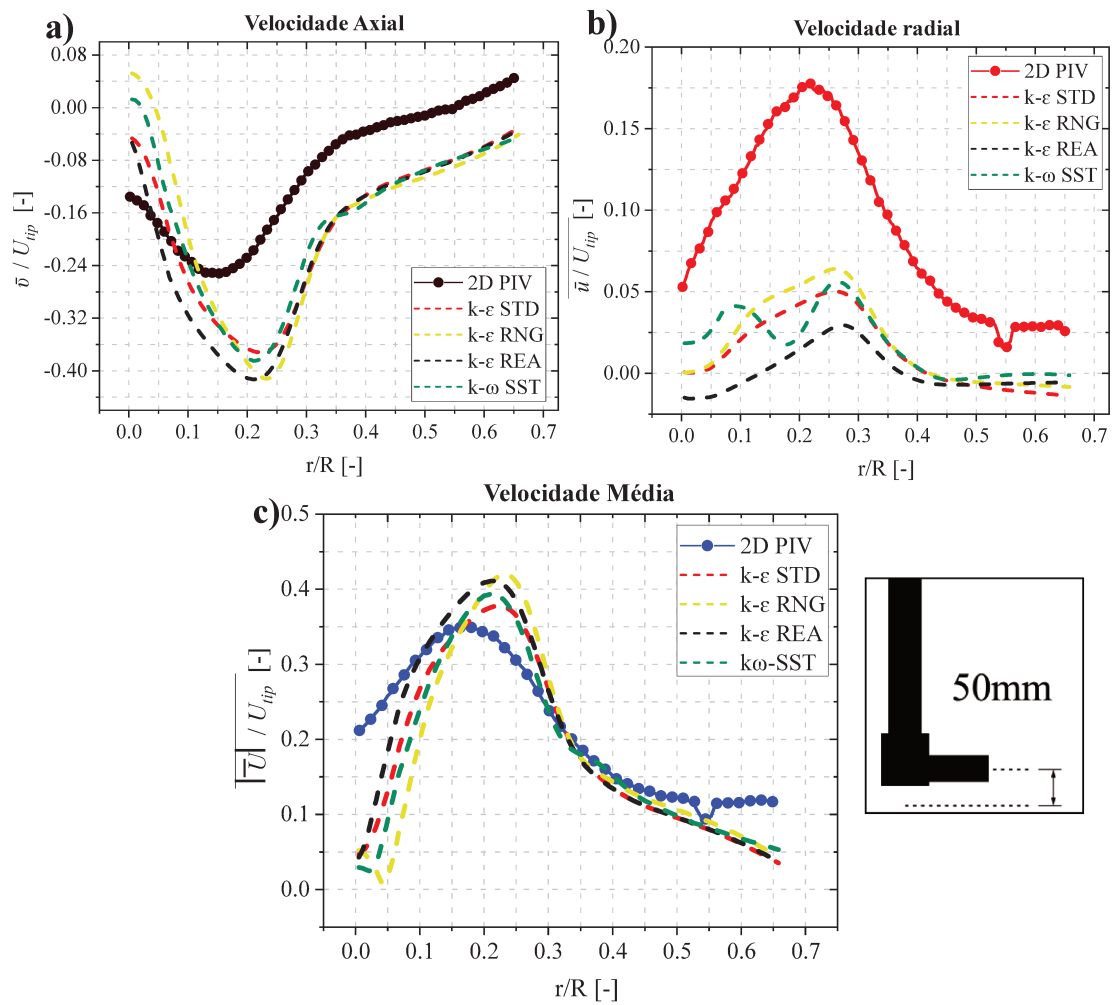 a)
Velocidade Axial
0.08
0.00
-0.08
-0.16
-0.24
-0.32
-0.40
ῡ / U_tip [-]
2D PIV
k-ε STD
k-ε RNG
k-ε REA
k-ω SST
0.0 0.1 0.2 0.3 0.4 0.5 0.6 0.7
r/R [-]
b)
Velocidade radial
0.20
0.15
0.10
0.05
0.00
ū / U_tip [-]
2D PIV
k-ε STD
k-ε RNG
k-ε REA
k-ω SST
0.0 0.1 0.2 0.3 0.4 0.5 0.6 0.7
r/R [-]
c)
Velocidade Média
0.5
0.4
0.3
0.2
0.1
0.0
|U̅| / U_tip [-]
2D PIV
k-ε STD
k-ε RNG
k-ε REA
kω-SST
0.0 0.1 0.2 0.3 0.4 0.5 0.6 0.7
r/R [-]
50mm